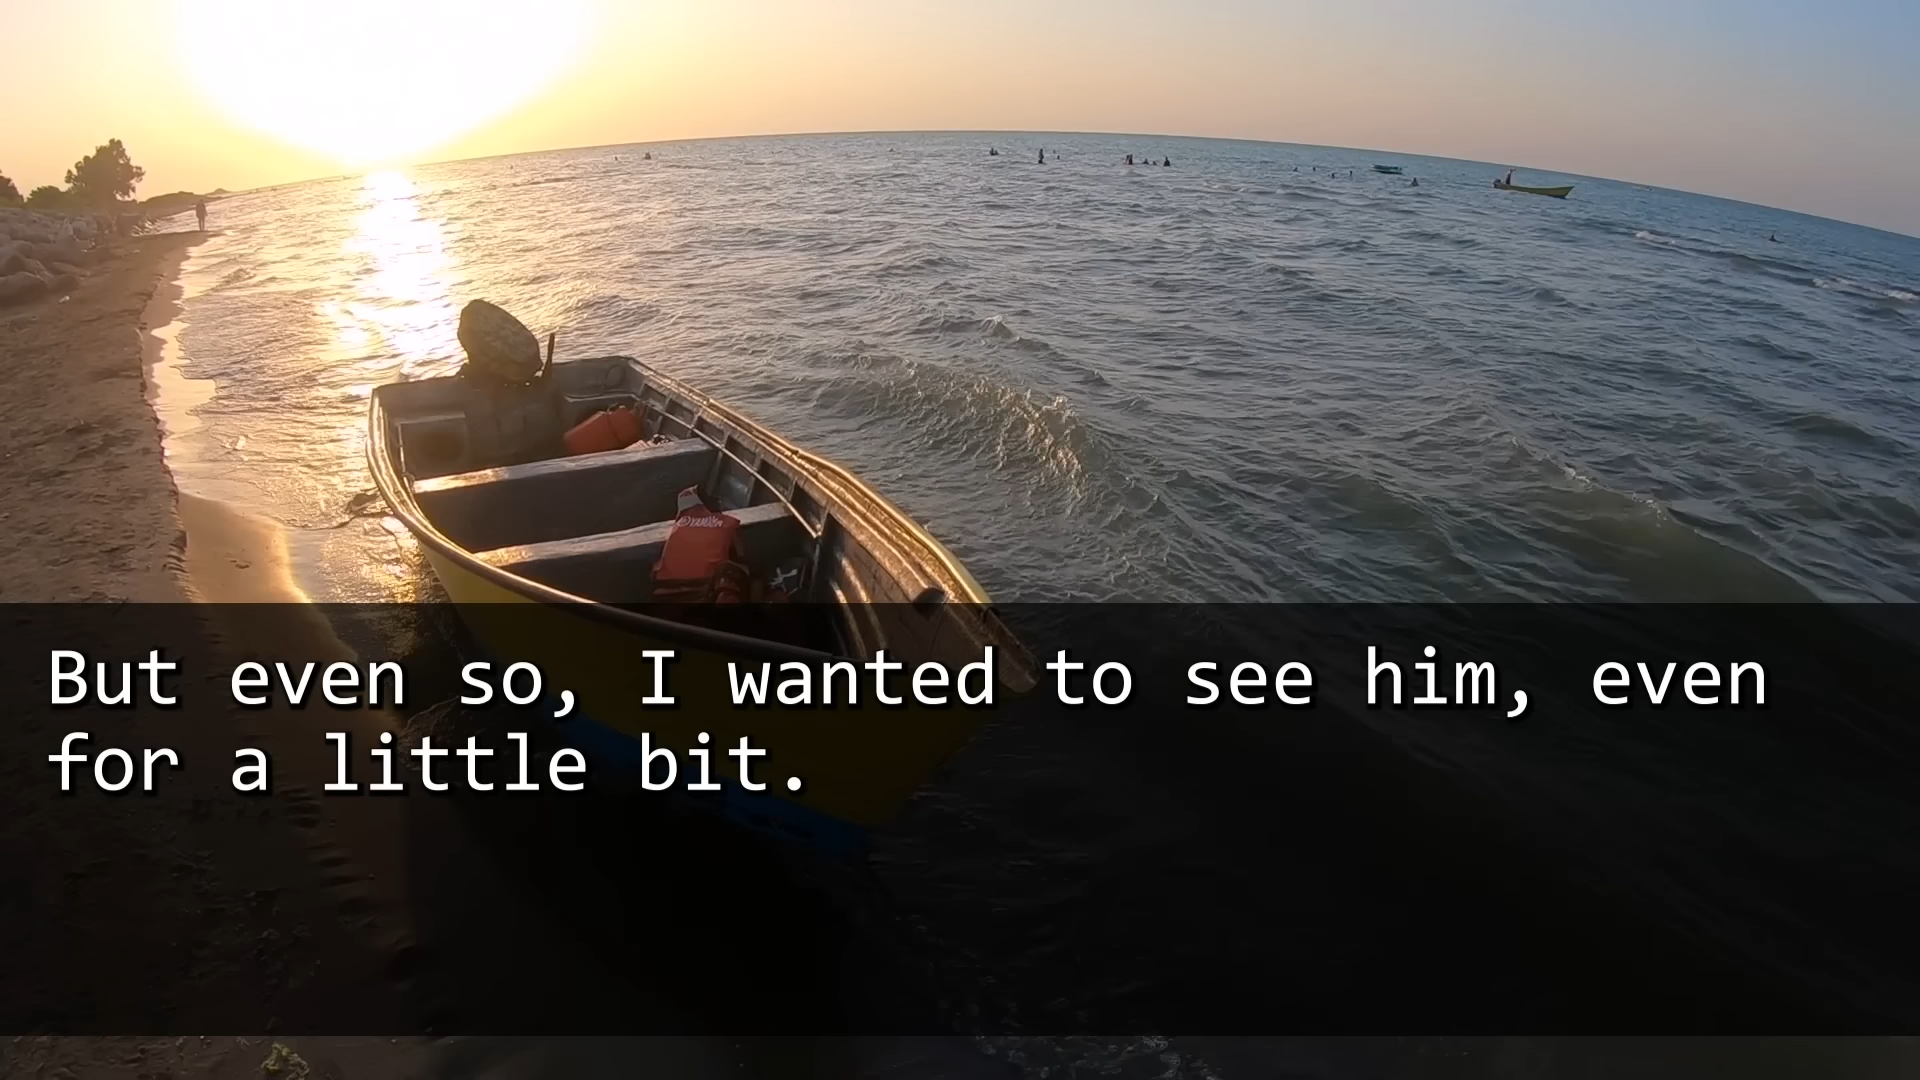 But even so, I wanted to see him, even
for a little bit.